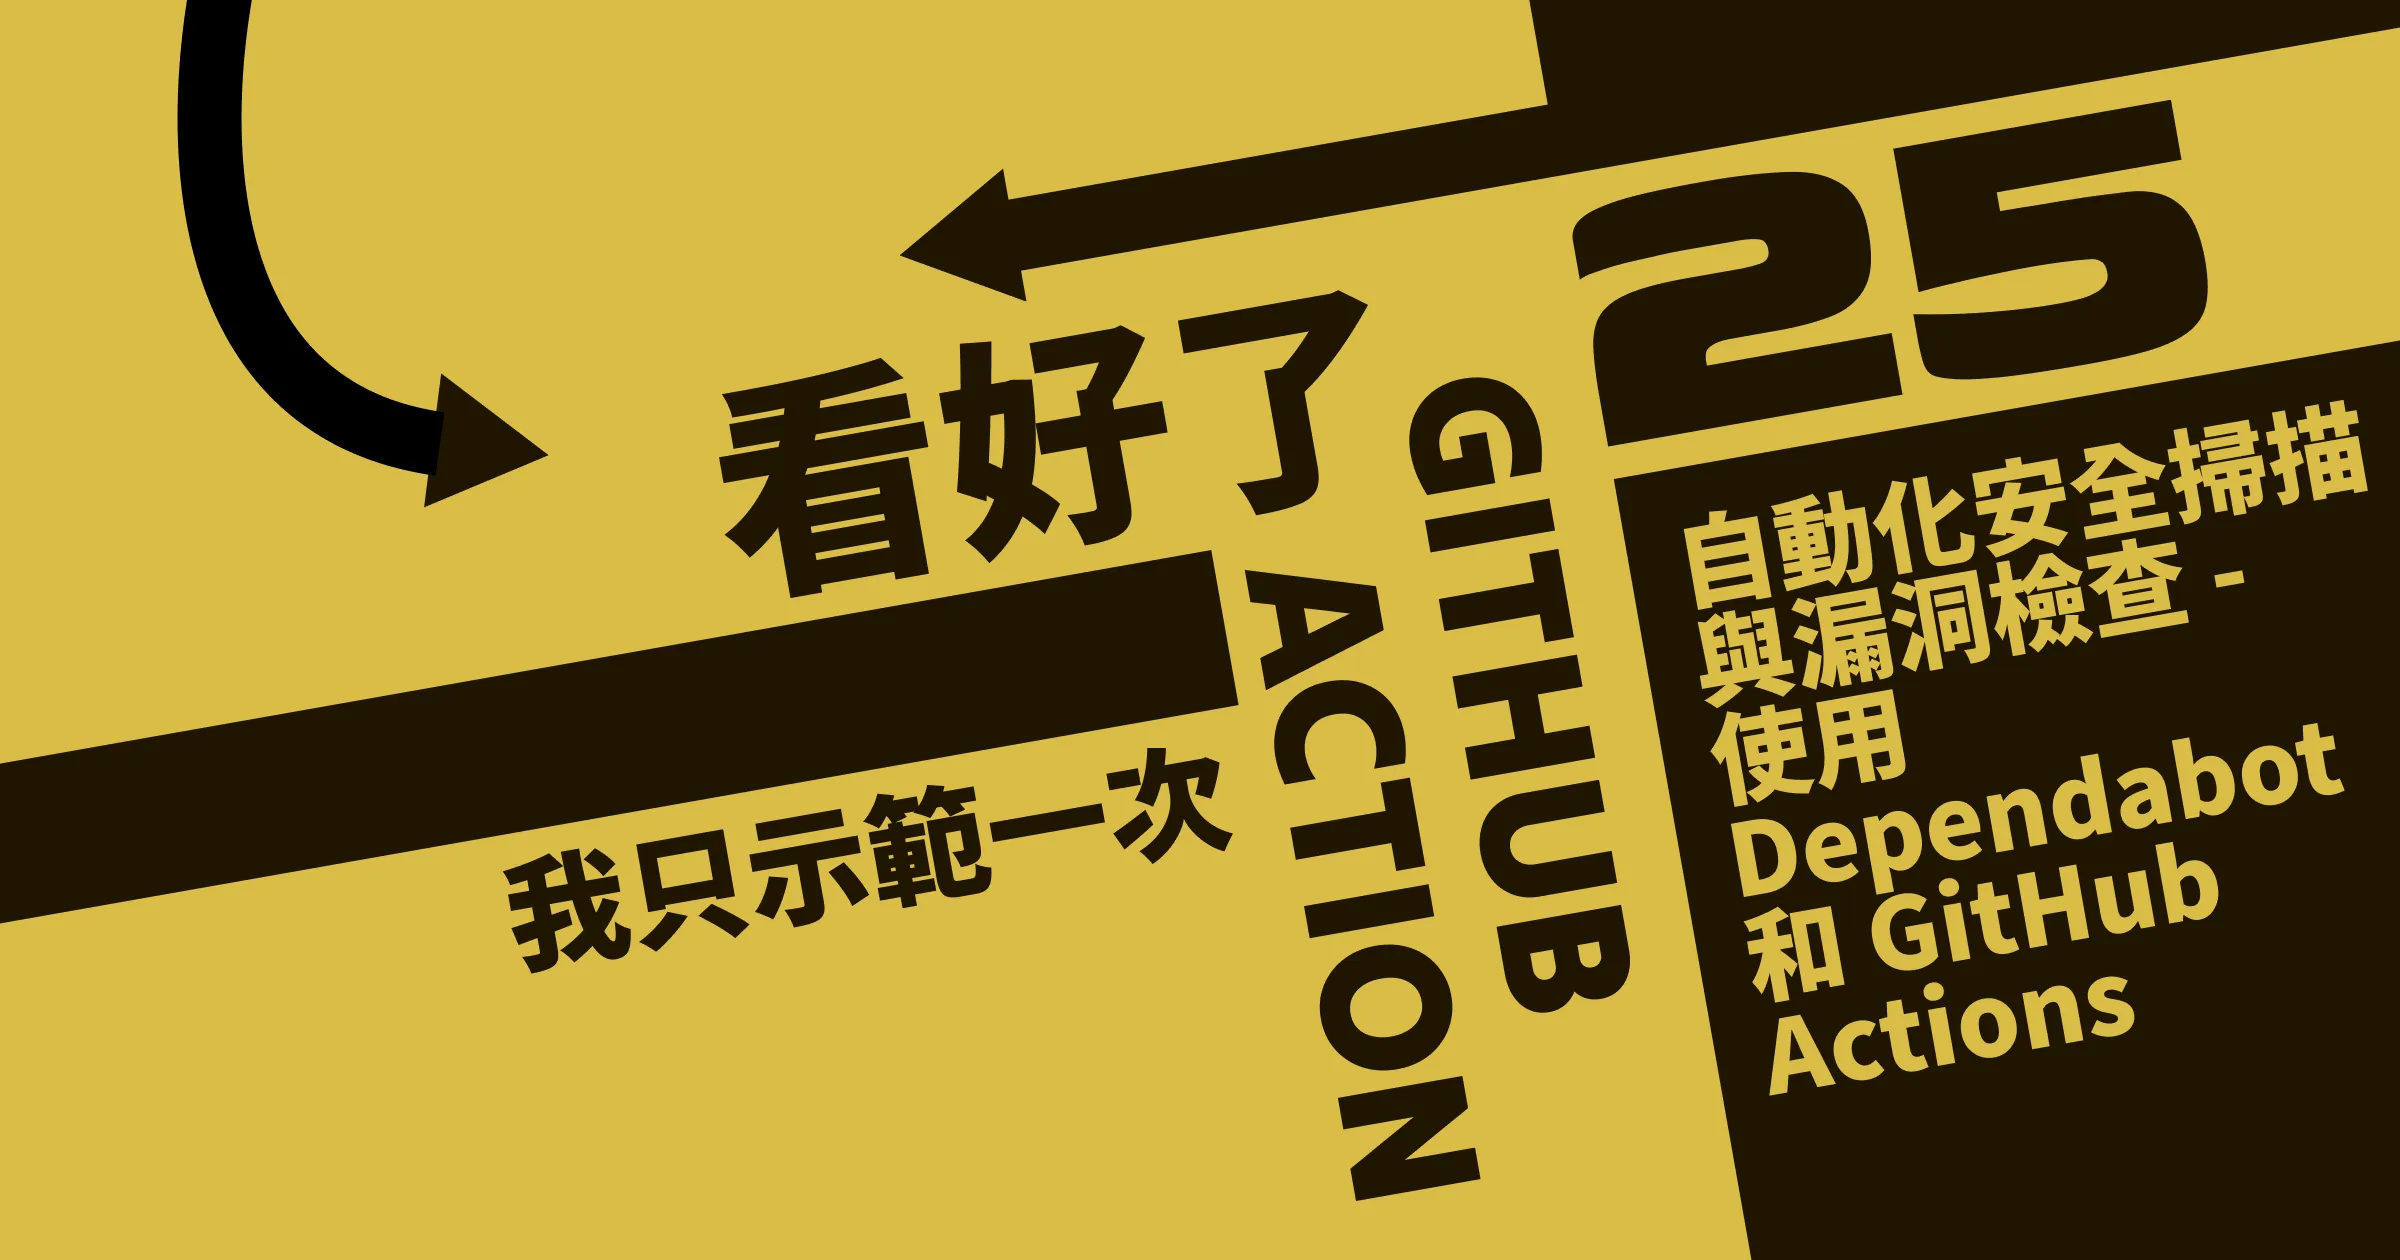 看好了
我只示範一次
GITHUB
ACTION
25
自動化安全掃描
與漏洞檢查 -
使用
Dependabot
和 GitHub
Actions